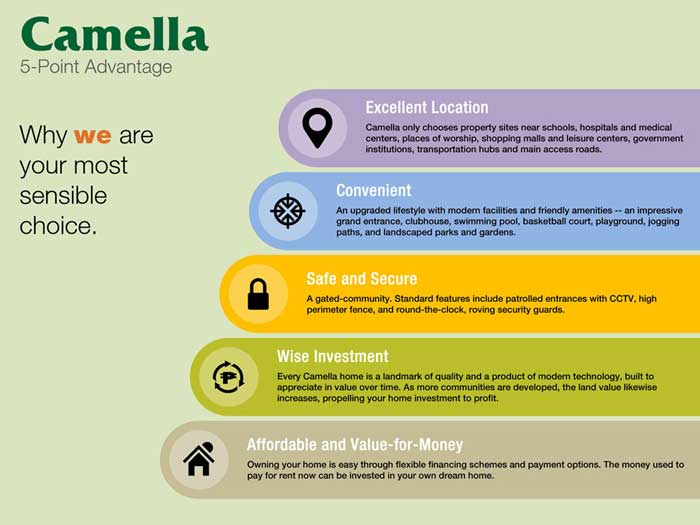 Camella
5-Point Advantage
Why we are
your most
sensible
choice.
Excellent Location
Camella only chooses property sites near schools, hospitals and medical
centers, places of worship, shopping malls and leisure centers, government
institutions, transportation hubs and main access roads.
Convenient
An upgraded lifestyle with modern facilities and friendly amenities -- an impressive
grand entrance, clubhouse, swimming pool, basketball court, playground, jogging
paths, and landscaped parks and gardens.
Safe and Secure
A gated-community. Standard features include patrolled entrances with CCTV, high
perimeter fence, and round-the-clock, roving security guards.
Wise Investment
Every Camella home is a landmark of quality and a product of modern technology, built to
appreciate in value over time. As more communities are developed, the land value likewise
increases, propelling your home investment to profit.
Affordable and Value-for-Money
Owning your home is easy through flexible financing schemes and payment options. The money used to
pay for rent now can be invested in your own dream home.